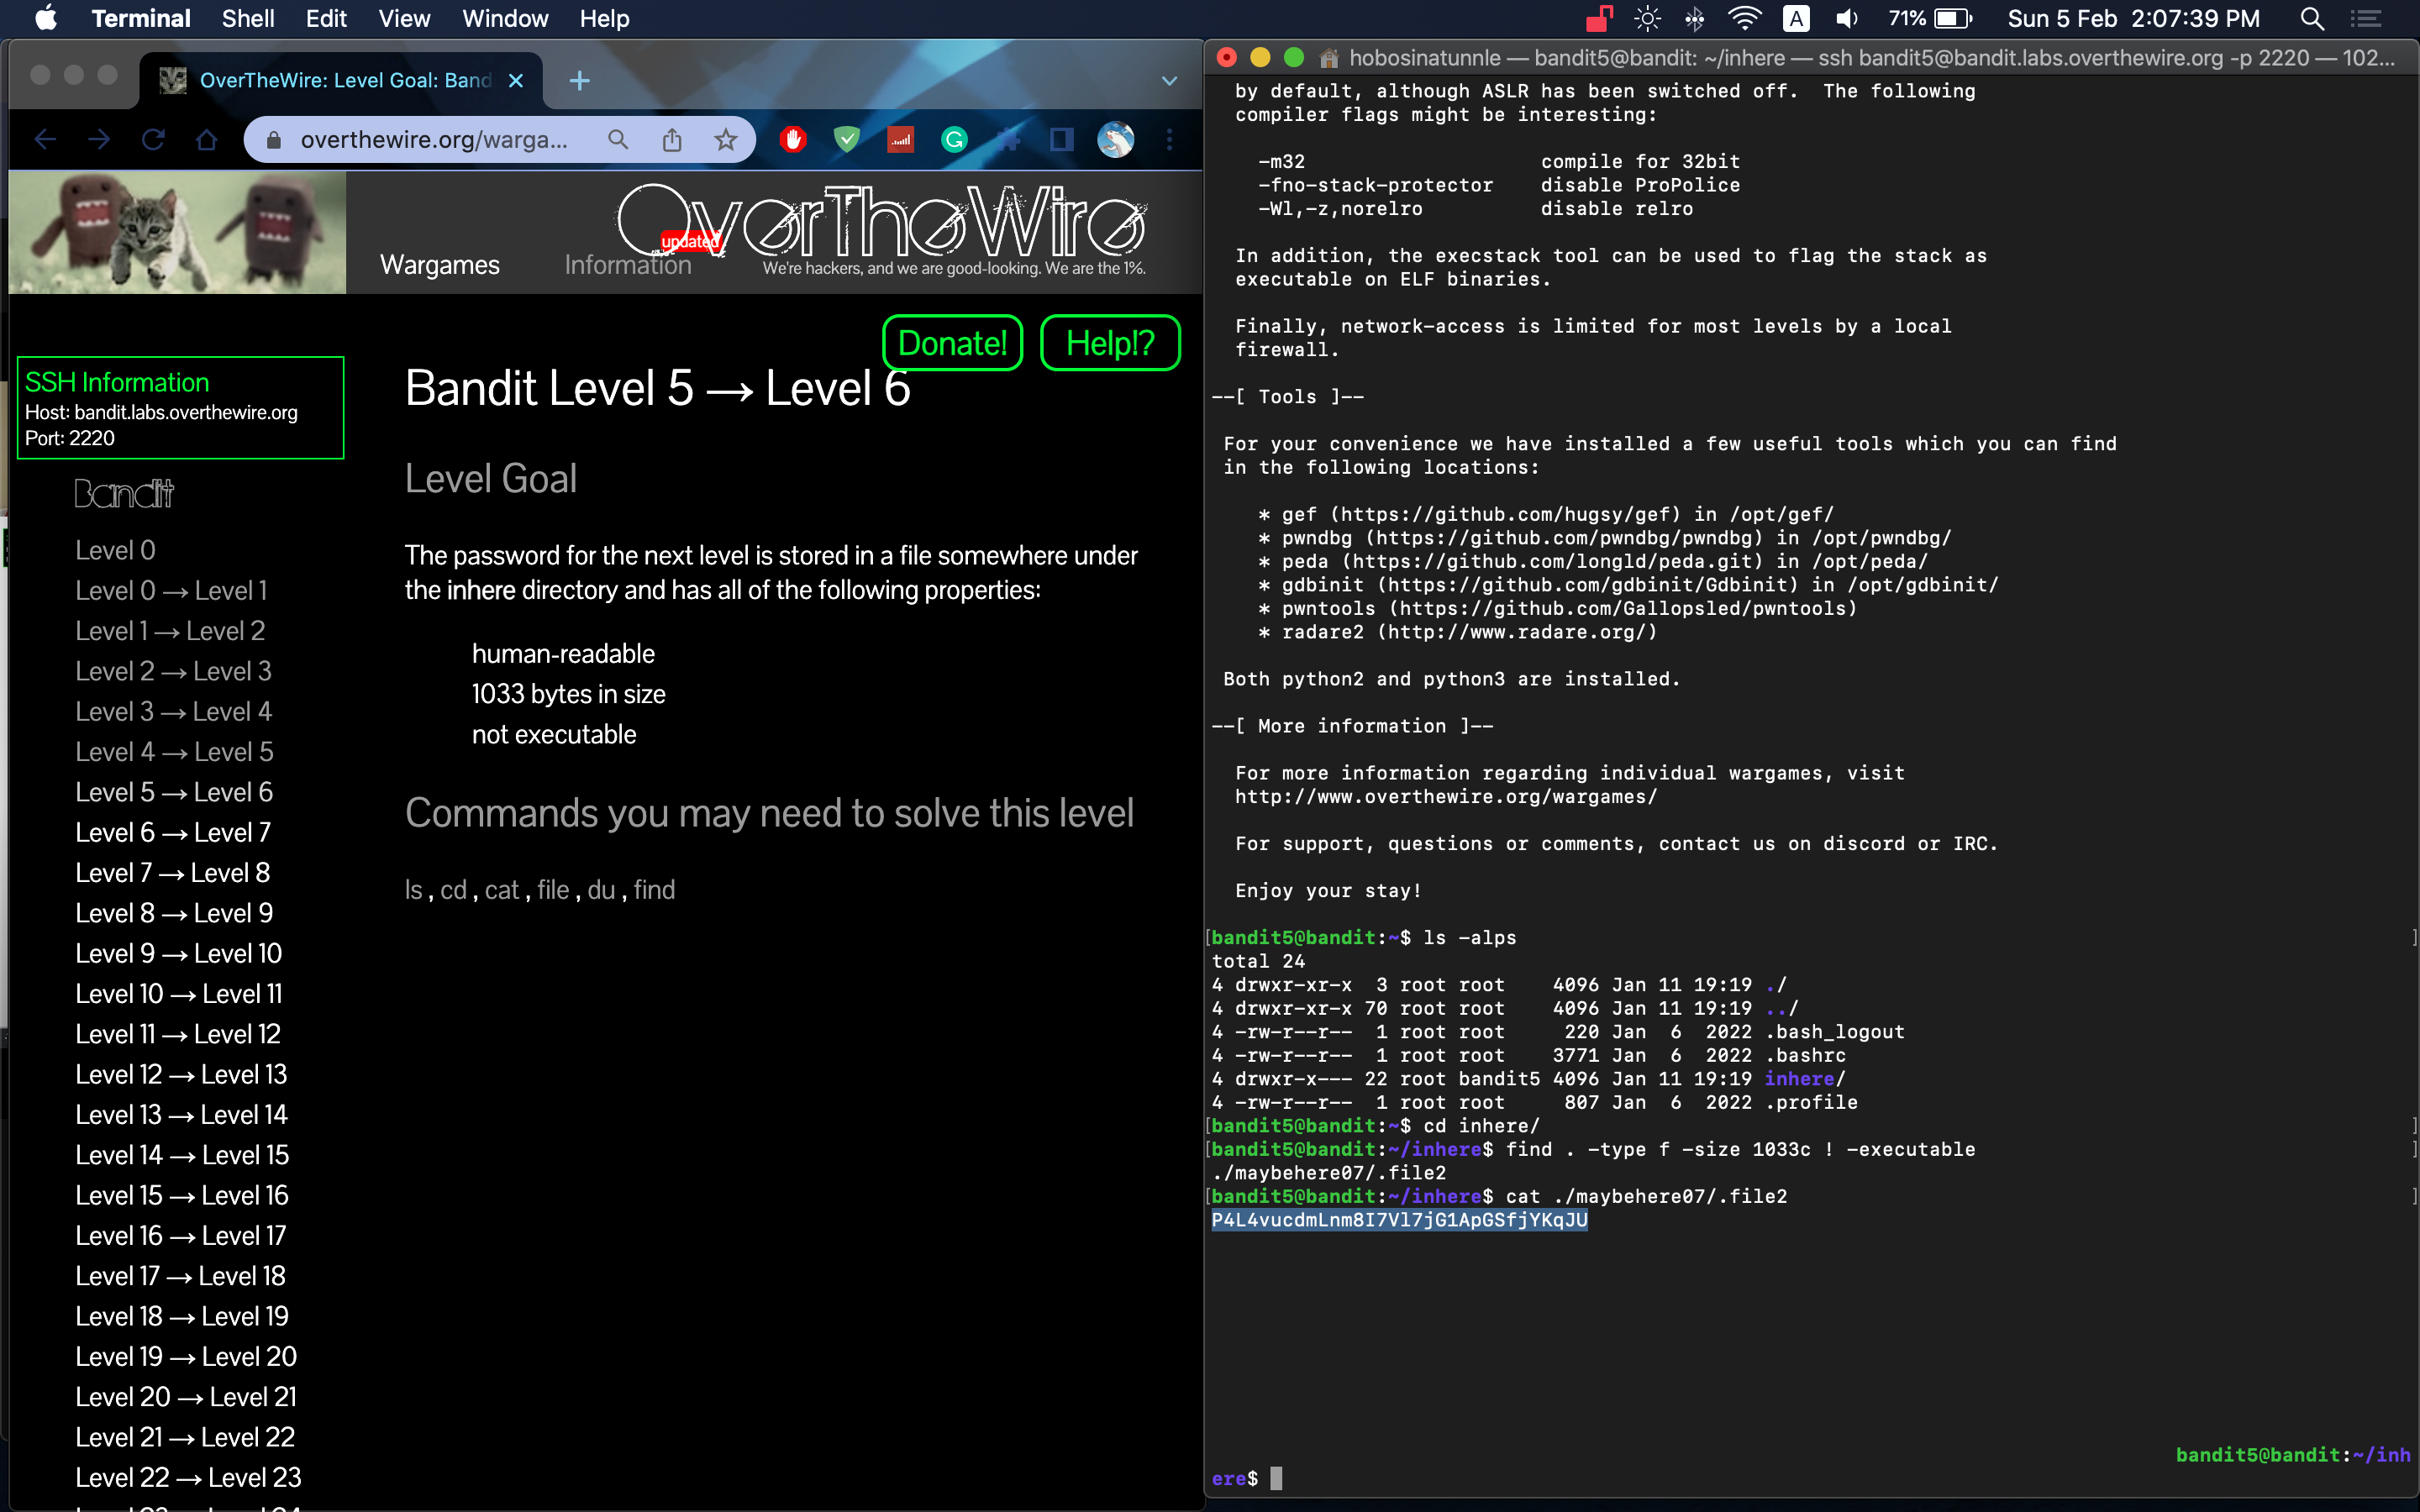 Terminal Shell Edit View Window Help
A 71% Sun 5 Feb 2:07:39 PM
OverTheWire: Level Goal: Band
overthewire.org/warga...
OverTheWire
We're hackers, and we are good-looking. We are the 1%.
updated
Wargames Information
Donate! Help!?
SSH Information
Host: bandit.labs.overthewire.org
Port: 2220
Bandit
Level 0
Level 0 → Level 1
Level 1 → Level 2
Level 2 → Level 3
Level 3 → Level 4
Level 4 → Level 5
Level 5 → Level 6
Level 6 → Level 7
Level 7 → Level 8
Level 8 → Level 9
Level 9 → Level 10
Level 10 → Level 11
Level 11 → Level 12
Level 12 → Level 13
Level 13 → Level 14
Level 14 → Level 15
Level 15 → Level 16
Level 16 → Level 17
Level 17 → Level 18
Level 18 → Level 19
Level 19 → Level 20
Level 20 → Level 21
Level 21 → Level 22
Level 22 → Level 23
Bandit Level 5 → Level 6
Level Goal
The password for the next level is stored in a file somewhere under
the inhere directory and has all of the following properties:
human-readable
1033 bytes in size
not executable
Commands you may need to solve this level
ls , cd , cat , file , du , find
hobosinatunnle — bandit5@bandit: ~/inhere — ssh bandit5@bandit.labs.overthewire.org -p 2220 — 102...
by default, although ASLR has been switched off.  The following
compiler flags might be interesting:
-m32                    compile for 32bit
-fno-stack-protector    disable ProPolice
-Wl,-z,norelro          disable relro
In addition, the execstack tool can be used to flag the stack as
executable on ELF binaries.
Finally, network-access is limited for most levels by a local
firewall.
--[ Tools ]--
For your convenience we have installed a few useful tools which you can find
in the following locations:
* gef (https://github.com/hugsy/gef) in /opt/gef/
* pwndbg (https://github.com/pwndbg/pwndbg) in /opt/pwndbg/
* peda (https://github.com/longld/peda.git) in /opt/peda/
* gdbinit (https://github.com/gdbinit/Gdbinit) in /opt/gdbinit/
* pwntools (https://github.com/Gallopsled/pwntools)
* radare2 (http://www.radare.org/)
Both python2 and python3 are installed.
--[ More information ]--
For more information regarding individual wargames, visit
http://www.overthewire.org/wargames/
For support, questions or comments, contact us on discord or IRC.
Enjoy your stay!
[bandit5@bandit:~$ ls -alps ]
total 24
4 drwxr-xr-x  3 root root    4096 Jan 11 19:19 ./
4 drwxr-xr-x 70 root root    4096 Jan 11 19:19 ../
4 -rw-r--r--  1 root root     220 Jan  6  2022 .bash_logout
4 -rw-r--r--  1 root root    3771 Jan  6  2022 .bashrc
4 drwxr-x--- 22 root bandit5 4096 Jan 11 19:19 inhere/
4 -rw-r--r--  1 root root     807 Jan  6  2022 .profile
[bandit5@bandit:~$ cd inhere/ ]
[bandit5@bandit:~/inhere$ find . -type f -size 1033c ! -executable ]
./maybehere07/.file2
[bandit5@bandit:~/inhere$ cat ./maybehere07/.file2 ]
P4L4vucdmLnm8I7Vl7jG1ApGSfjYKqJU
bandit5@bandit:~/inh
ere$